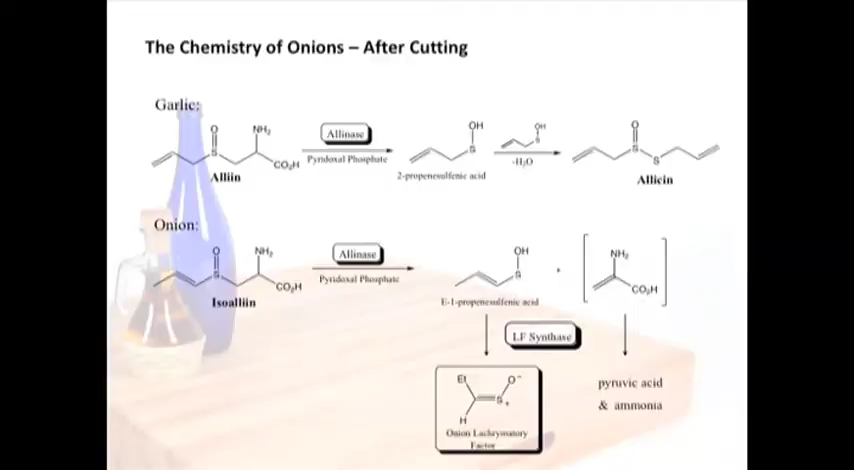 The Chemistry of Onions – After Cutting
Garlic:
O
NH₂
S
CO₂H
Alliin
Allinase
Pyridoxal Phosphate
OH
S
2-propenesulfenic acid
OH
S
-H₂O
O
S
S
Allicin
Onion:
O
NH₂
S
CO₂H
Isoalliin
Allinase
Pyridoxal Phosphate
OH
S
E-1-propenesulfenic acid
+
NH₂
CO₂H
LF Synthase
Et
O⁻
S+
H
Onion Lachrymatory
Factor
pyruvic acid
& ammonia